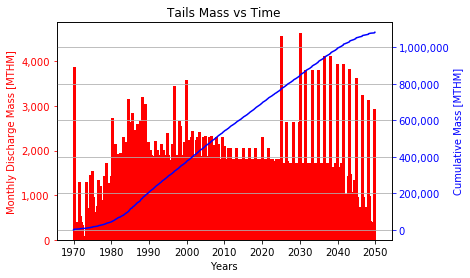 Tails Mass vs Time
Monthly Discharge Mass [MTHM]
4,000
3,000
2,000
1,000
0
1,000,000
800,000
600,000
400,000
200,000
0
Cumulative Mass [MTHM]
1970 1980 1990 2000 2010 2020 2030 2040 2050
Years